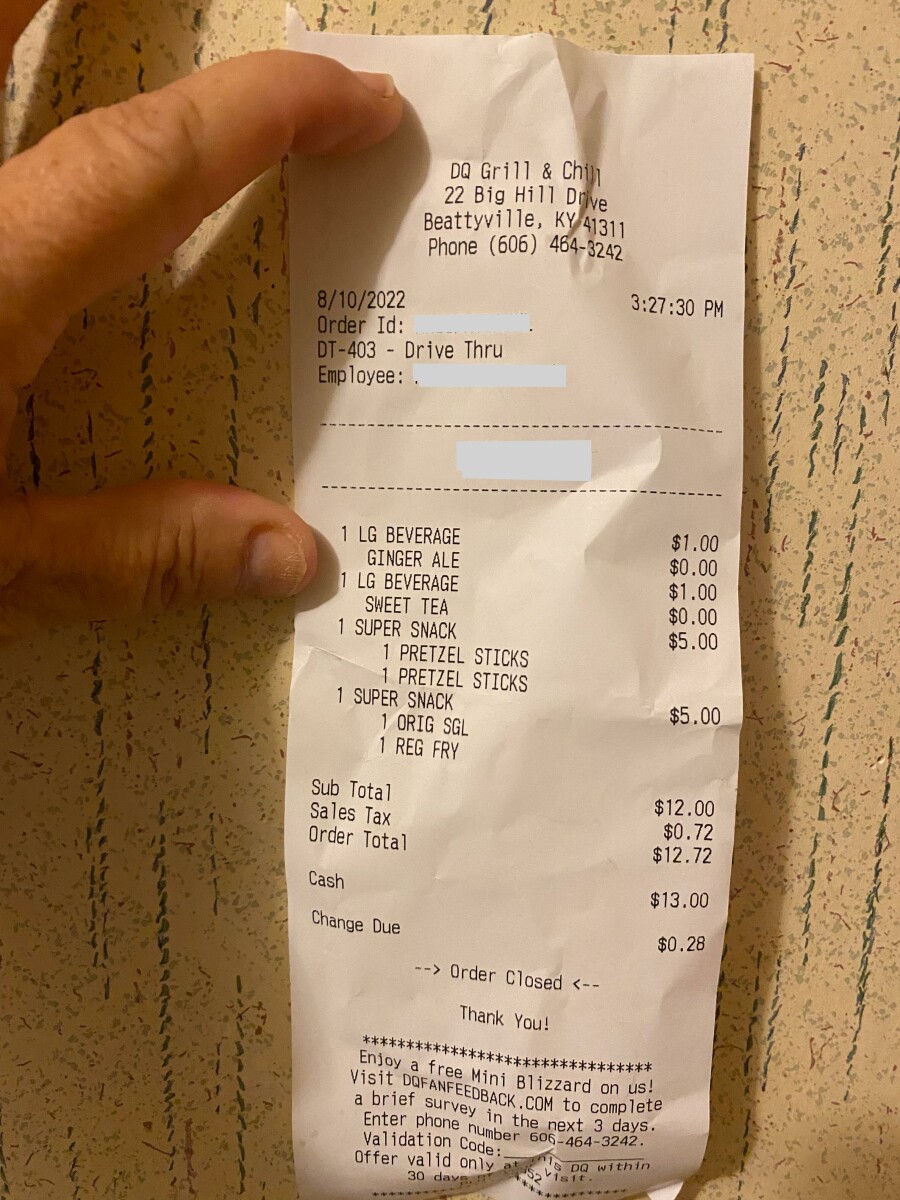 DQ Grill & Chill
22 Big Hill Drive
Beattyville, KY 41311
Phone (606) 464-3242
8/10/2022 3:27:30 PM
Order Id:
DT-403 - Drive Thru
Employee:
--------------------------------------------
--------------------------------------------
1 LG BEVERAGE $1.00
GINGER ALE $0.00
1 LG BEVERAGE $1.00
SWEET TEA $0.00
1 SUPER SNACK $5.00
1 PRETZEL STICKS
1 PRETZEL STICKS
1 SUPER SNACK $5.00
1 ORIG SGL
1 REG FRY
Sub Total $12.00
Sales Tax $0.72
Order Total $12.72
Cash $13.00
Change Due $0.28
--> Order Closed <--
Thank You!
*********************************
Enjoy a free Mini Blizzard on us!
Visit DQFANFEEDBACK.COM to complete
a brief survey in the next 3 days.
Enter phone number 606-464-3242.
Validation Code:
Offer valid only at DQ within
30 days visit.